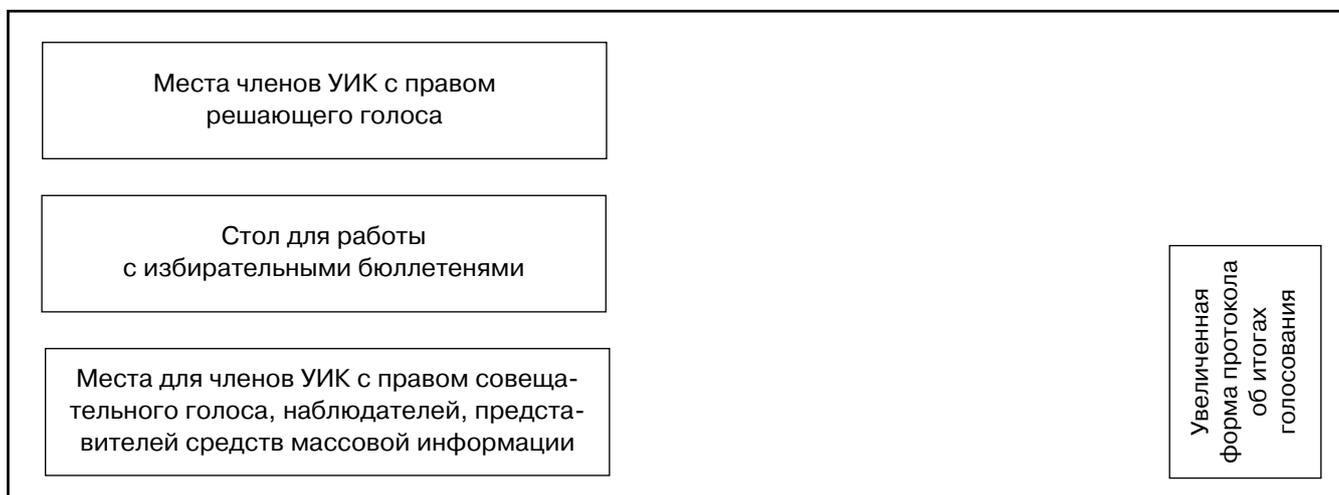 Места членов УИК с правом
решающего голоса
Стол для работы
с избирательными бюллетенями
Места для членов УИК с правом совеща-
тельного голоса, наблюдателей, предста-
вителей средств массовой информации
Увеличенная
форма протокола
об итогах
голосования